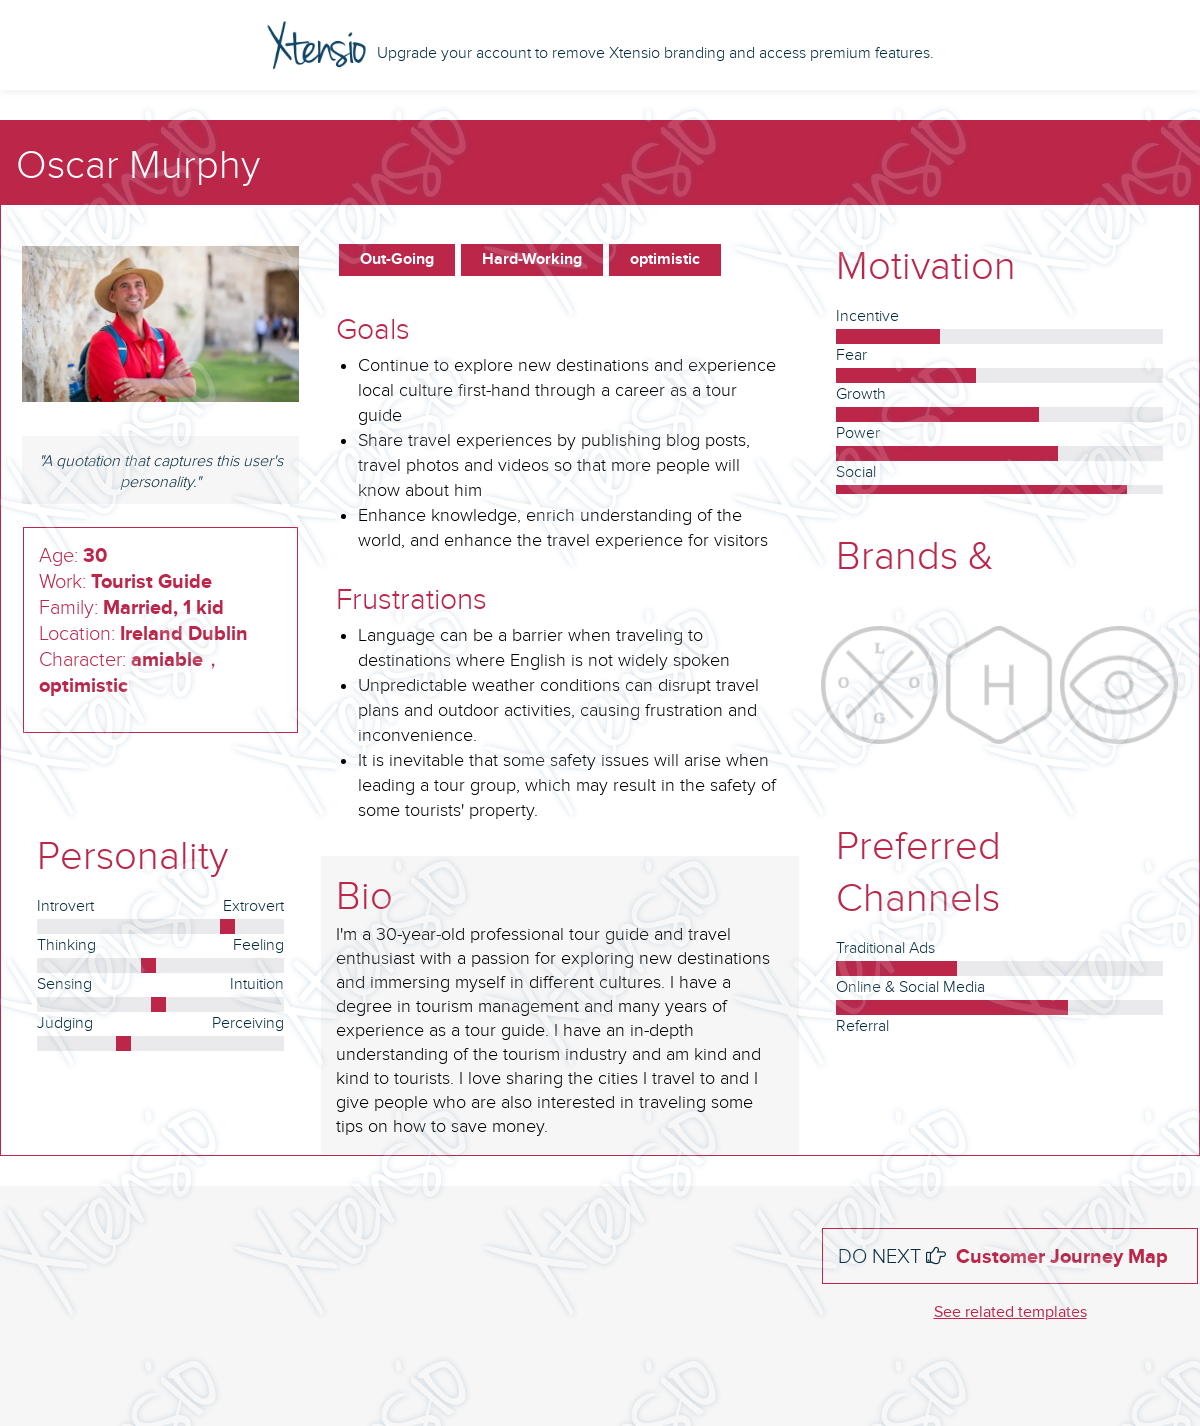 Xtensio Upgrade your account to remove Xtensio branding and access premium features.
Oscar Murphy
"A quotation that captures this user's
personality."
Age: 30
Work: Tourist Guide
Family: Married, 1 kid
Location: Ireland Dublin
Character: amiable ,
optimistic
Personality
Introvert Extrovert
Thinking Feeling
Sensing Intuition
Judging Perceiving
Out-Going Hard-Working optimistic
Goals
• Continue to explore new destinations and experience
local culture first-hand through a career as a tour
guide
• Share travel experiences by publishing blog posts,
travel photos and videos so that more people will
know about him
• Enhance knowledge, enrich understanding of the
world, and enhance the travel experience for visitors
Frustrations
• Language can be a barrier when traveling to
destinations where English is not widely spoken
• Unpredictable weather conditions can disrupt travel
plans and outdoor activities, causing frustration and
inconvenience.
• It is inevitable that some safety issues will arise when
leading a tour group, which may result in the safety of
some tourists' property.
Bio
I'm a 30-year-old professional tour guide and travel
enthusiast with a passion for exploring new destinations
and immersing myself in different cultures. I have a
degree in tourism management and many years of
experience as a tour guide. I have an in-depth
understanding of the tourism industry and am kind and
kind to tourists. I love sharing the cities I travel to and I
give people who are also interested in traveling some
tips on how to save money.
Motivation
Incentive
Fear
Growth
Power
Social
Brands &
L
O O
G
H
Preferred
Channels
Traditional Ads
Online & Social Media
Referral
DO NEXT Customer Journey Map
See related templates